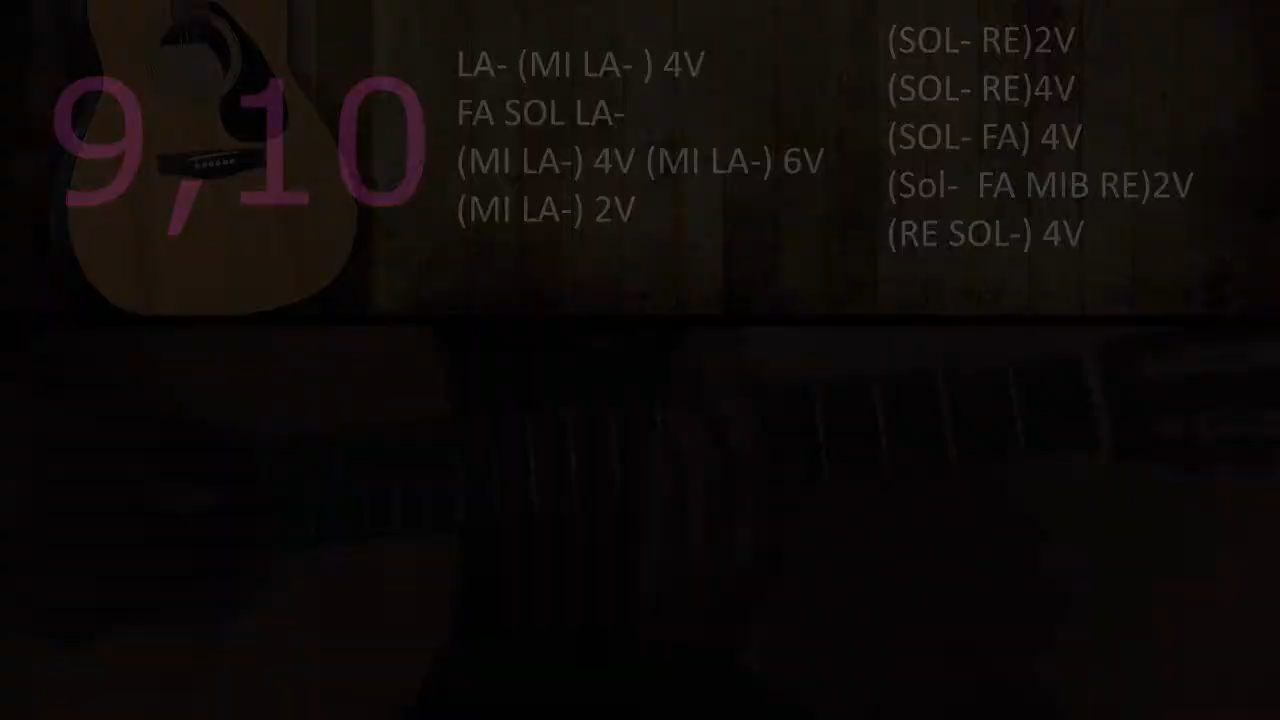 9,10
LA- (MI LA- ) 4V
FA SOL LA-
(MI LA-) 4V (MI LA-) 6V
(MI LA-) 2V
(SOL- RE)2V
(SOL- RE)4V
(SOL- FA) 4V
(Sol-  FA MIB RE)2V
(RE SOL-) 4V